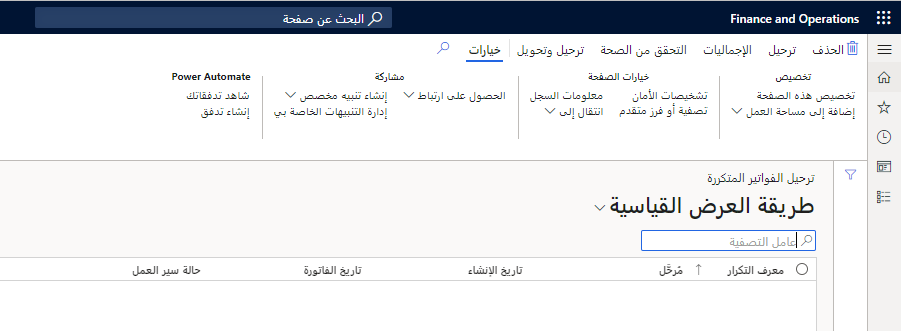 Finance and Operations
البحث عن صفحة
الحذف
ترحيل
الإجماليات
التحقق من الصحة
ترحيل وتحويل
خيارات
تخصيص
تخصيص هذه الصفحة
إضافة إلى مساحة العمل
خيارات الصفحة
تشخيصات الأمان
تصفية أو فرز متقدم
معلومات السجل
انتقال إلى
مشاركة
الحصول على ارتباط
إنشاء تنبيه مخصص
إدارة التنبيهات الخاصة بي
Power Automate
شاهد تدفقاتك
إنشاء تدفق
ترحيل الفواتير المتكررة
طريقة العرض القياسية
عامل التصفية
معرف التكرار
مُرحَّل
تاريخ الإنشاء
تاريخ الفاتورة
حالة سير العمل